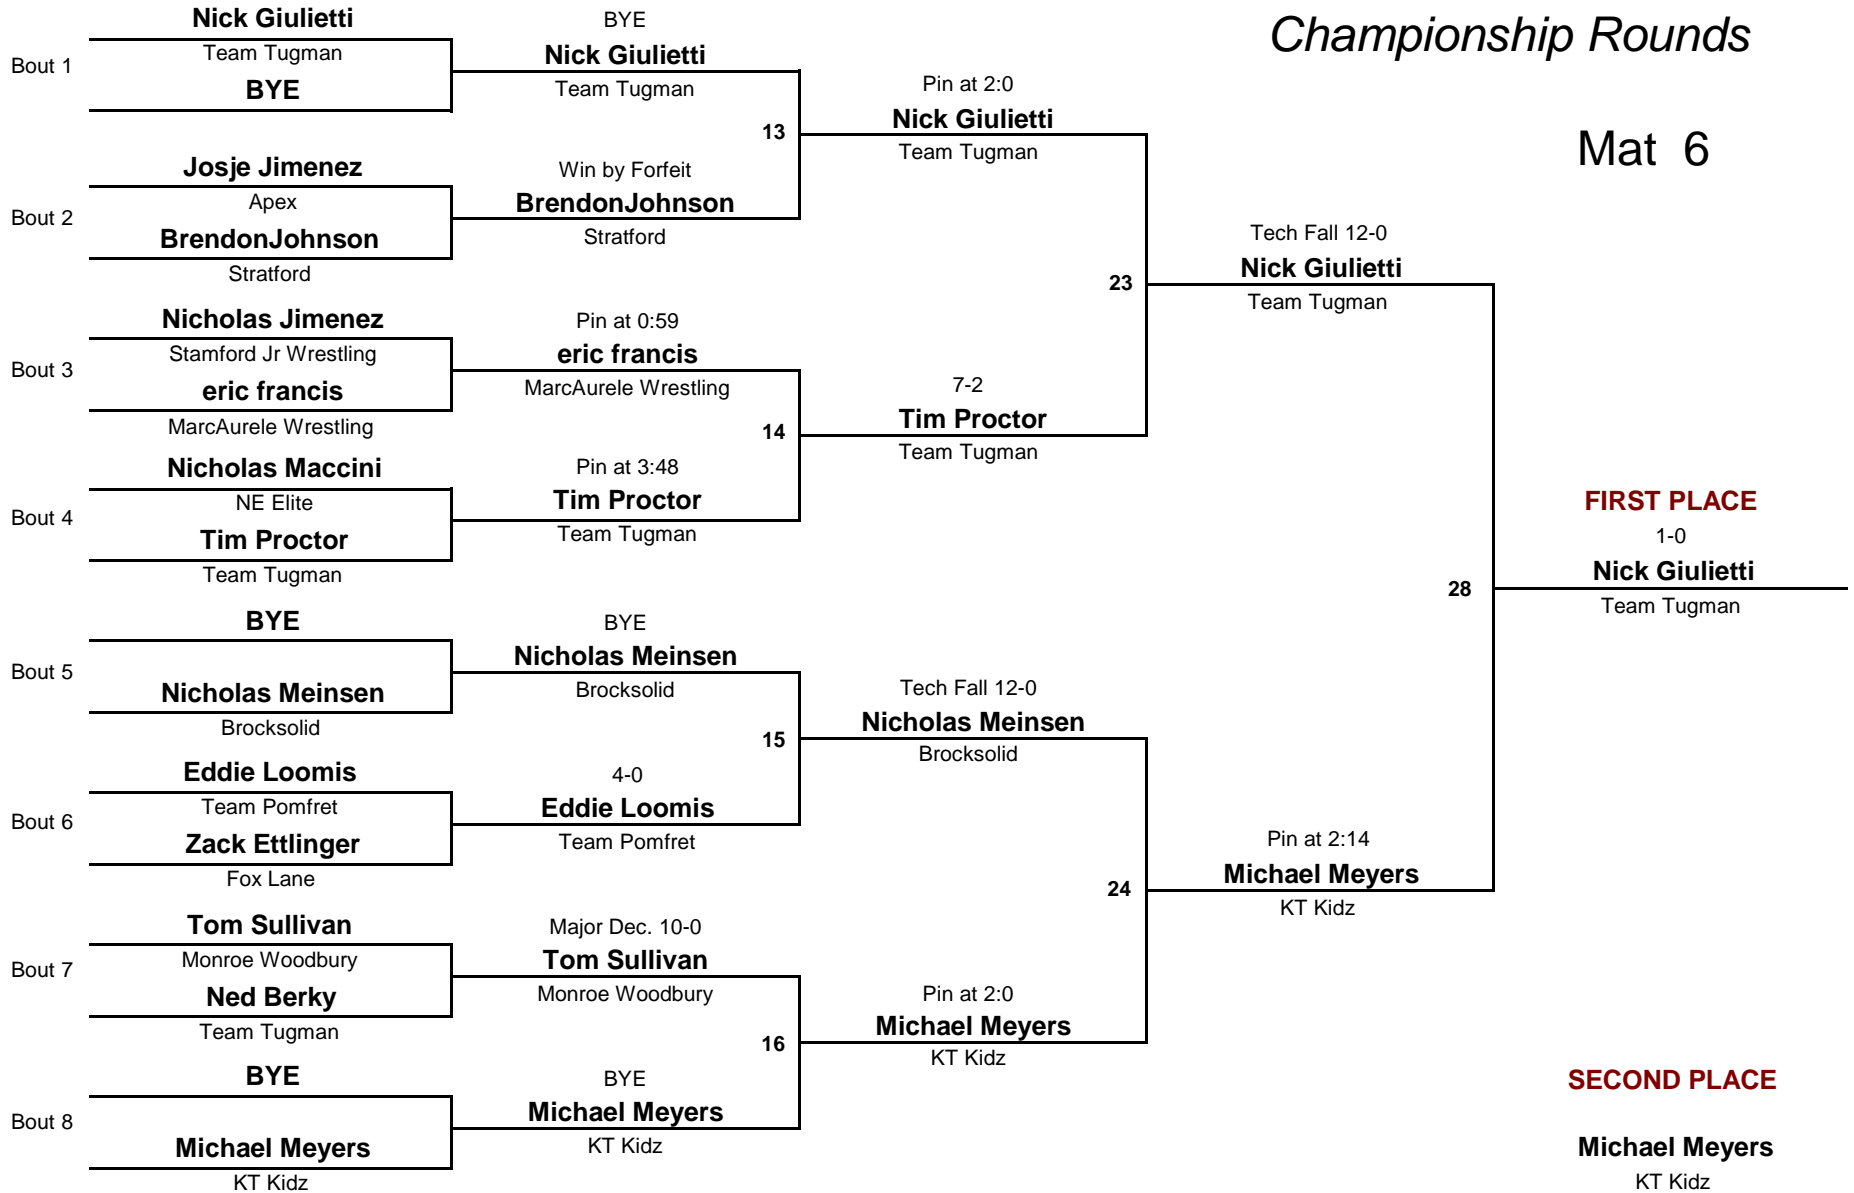 Championship Rounds
Mat 6
Nick Giulietti
Team Tugman
Bout 1
BYE
Josje Jimenez
Apex
Bout 2
BrendonJohnson
Stratford
Nicholas Jimenez
Stamford Jr Wrestling
Bout 3
eric francis
MarcAurele Wrestling
Nicholas Maccini
NE Elite
Bout 4
Tim Proctor
Team Tugman
BYE
Bout 5
Nicholas Meinsen
Brocksolid
Eddie Loomis
Team Pomfret
Bout 6
Zack Ettlinger
Fox Lane
Tom Sullivan
Monroe Woodbury
Bout 7
Ned Berky
Team Tugman
BYE
Bout 8
Michael Meyers
KT Kidz
BYE
Nick Giulietti
Team Tugman
13
Win by Forfeit
BrendonJohnson
Stratford
Pin at 0:59
eric francis
MarcAurele Wrestling
14
Pin at 3:48
Tim Proctor
Team Tugman
BYE
Nicholas Meinsen
Brocksolid
15
4-0
Eddie Loomis
Team Pomfret
Major Dec. 10-0
Tom Sullivan
Monroe Woodbury
16
BYE
Michael Meyers
KT Kidz
Pin at 2:0
Nick Giulietti
Team Tugman
23
7-2
Tim Proctor
Team Tugman
Tech Fall 12-0
Nicholas Meinsen
Brocksolid
24
Pin at 2:0
Michael Meyers
KT Kidz
Tech Fall 12-0
Nick Giulietti
Team Tugman
28
Pin at 2:14
Michael Meyers
KT Kidz
FIRST PLACE
1-0
Nick Giulietti
Team Tugman
SECOND PLACE
Michael Meyers
KT Kidz